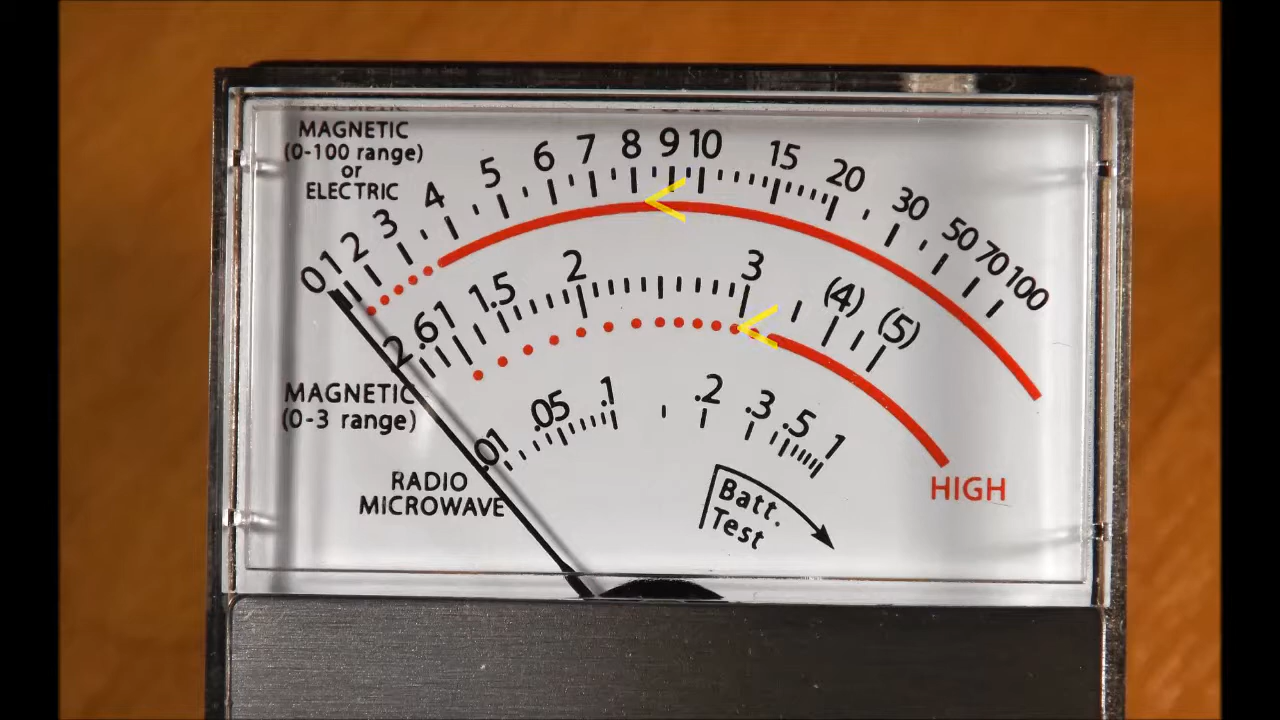 MAGNETIC
(0-100 range)
or
ELECTRIC
0 1 2 3 4 5 6 7 8 9 10 15 20 30 50 70 100
.2 .6 1 1.5 2 3 (4) (5)
MAGNETIC
(0-3 range)
.01 .05 .1 .2 .3 .5 1
RADIO
MICROWAVE
HIGH
Batt.
Test